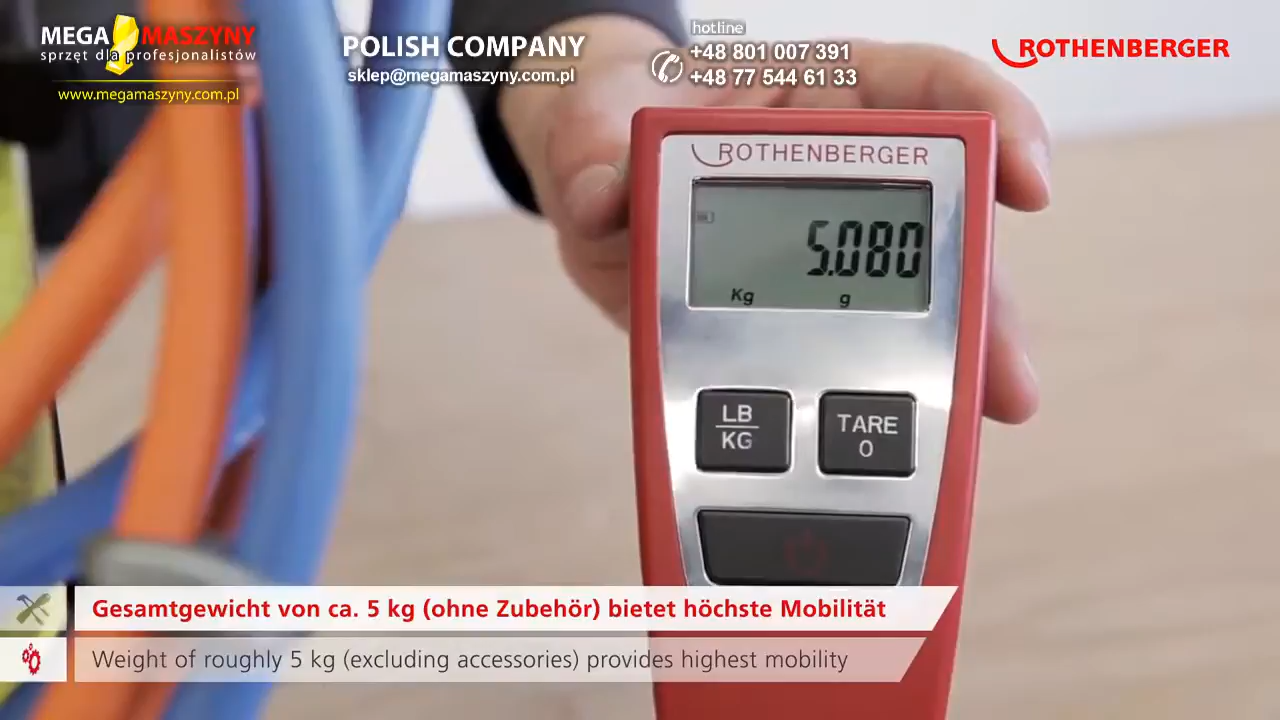 MEGA MASZYNY
sprzęt dla profesjonalistów
www.megamaszyny.com.pl
POLISH COMPANY
sklep@megamaszyny.com.pl
hotline
+48 801 007 391
+48 77 544 61 33
ROTHENBERGER
ROTHENBERGER
5.080
Kg g
LB
KG
TARE
0
Gesamtgewicht von ca. 5 kg (ohne Zubehör) bietet höchste Mobilität
Weight of roughly 5 kg (excluding accessories) provides highest mobility